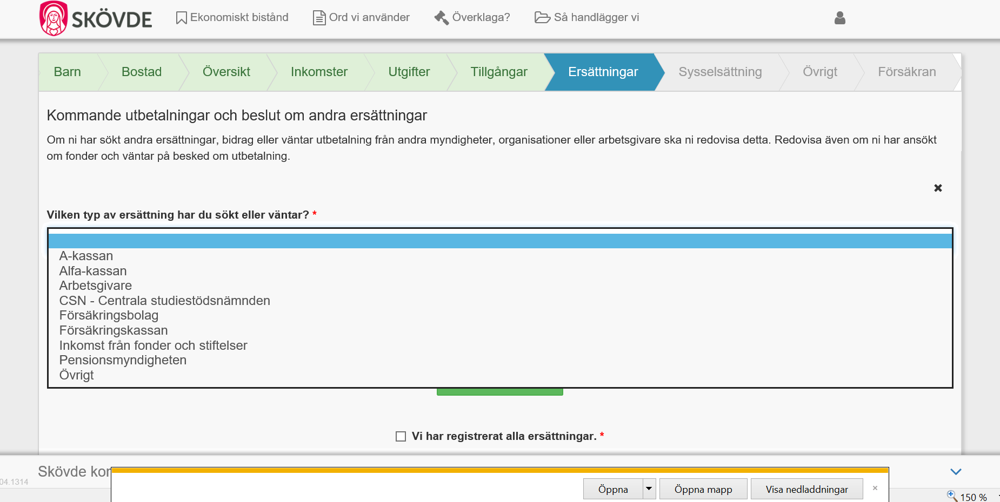 SKÖVDE
Ekonomiskt bistånd
Ord vi använder
Överklaga?
Så handlägger vi
Barn
Bostad
Översikt
Inkomster
Utgifter
Tillgångar
Ersättningar
Sysselsättning
Övrigt
Försäkran
Kommande utbetalningar och beslut om andra ersättningar
Om ni har sökt andra ersättningar, bidrag eller väntar utbetalning från andra myndigheter, organisationer eller arbetsgivare ska ni redovisa detta. Redovisa även om ni har ansökt
om fonder och väntar på besked om utbetalning.
Vilken typ av ersättning har du sökt eller väntar? *
A-kassan
Alfa-kassan
Arbetsgivare
CSN - Centrala studiestödsnämnden
Försäkringsbolag
Försäkringskassan
Inkomst från fonder och stiftelser
Pensionsmyndigheten
Övrigt
Vi har registrerat alla ersättningar. *
Skövde kor
04.1314
Öppna
Öppna mapp
Visa nedladdningar
150 %